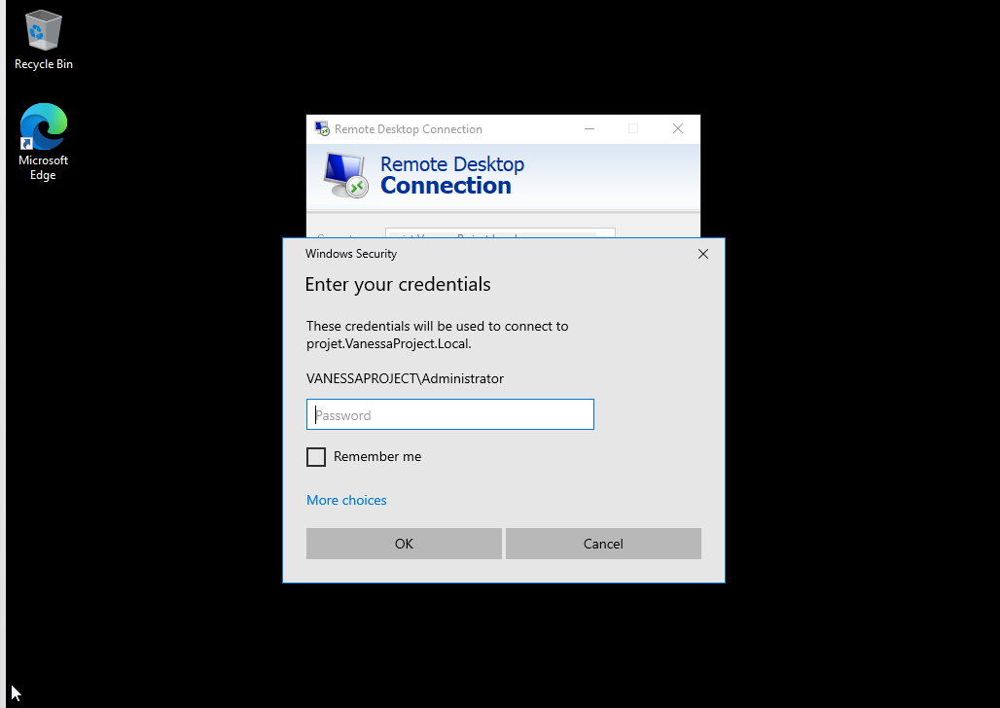 Recycle Bin
Microsoft
Edge
Remote Desktop Connection
Remote Desktop
Connection
Windows Security
Enter your credentials
These credentials will be used to connect to
projet.VanessaProject.Local.
VANESSAPROJECT\Administrator
Password
Remember me
More choices
OK
Cancel